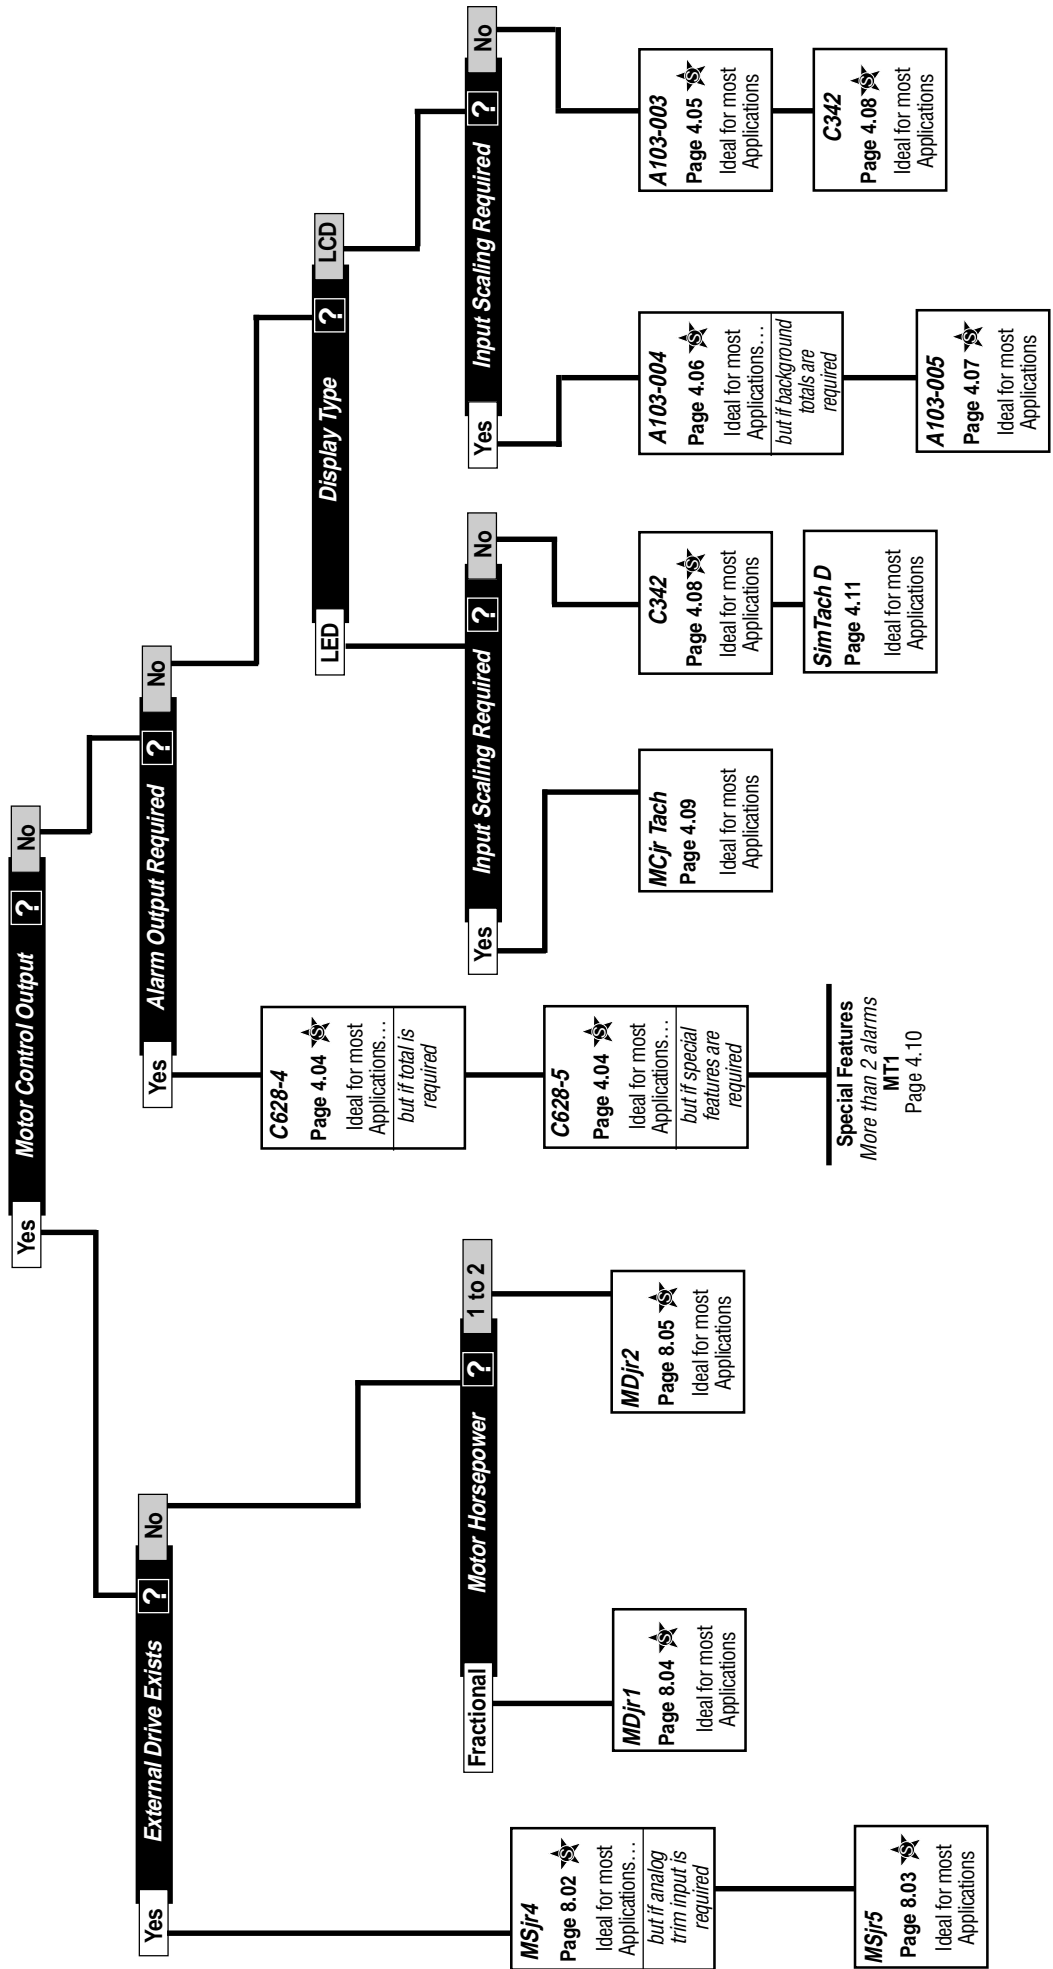 Motor Control Output ?
Yes
No
External Drive Exists ?
Yes
No
MSjr4
Page 8.02 S
Ideal for most
Applications…
but if analog
trim input is
required
MSjr5
Page 8.03 S
Ideal for most
Applications
Motor Horsepower ?
Fractional
1 to 2
MDjr1
Page 8.04 S
Ideal for most
Applications
MDjr2
Page 8.05 S
Ideal for most
Applications
Alarm Output Required ?
Yes
No
C628-4
Page 4.04 S
Ideal for most
Applications…
but if total is
required
C628-5
Page 4.04 S
Ideal for most
Applications…
but if special
features are
required
Special Features
More than 2 alarms
MT1
Page 4.10
Display Type ?
LED
LCD
Input Scaling Required ?
Yes
No
MCjr Tach
Page 4.09
Ideal for most
Applications
C342
Page 4.08 S
Ideal for most
Applications
SimTach D
Page 4.11
Ideal for most
Applications
Input Scaling Required ?
Yes
No
A103-004
Page 4.06 S
Ideal for most
Applications…
but if background
totals are
required
A103-005
Page 4.07 S
Ideal for most
Applications
A103-003
Page 4.05 S
Ideal for most
Applications
C342
Page 4.08 S
Ideal for most
Applications